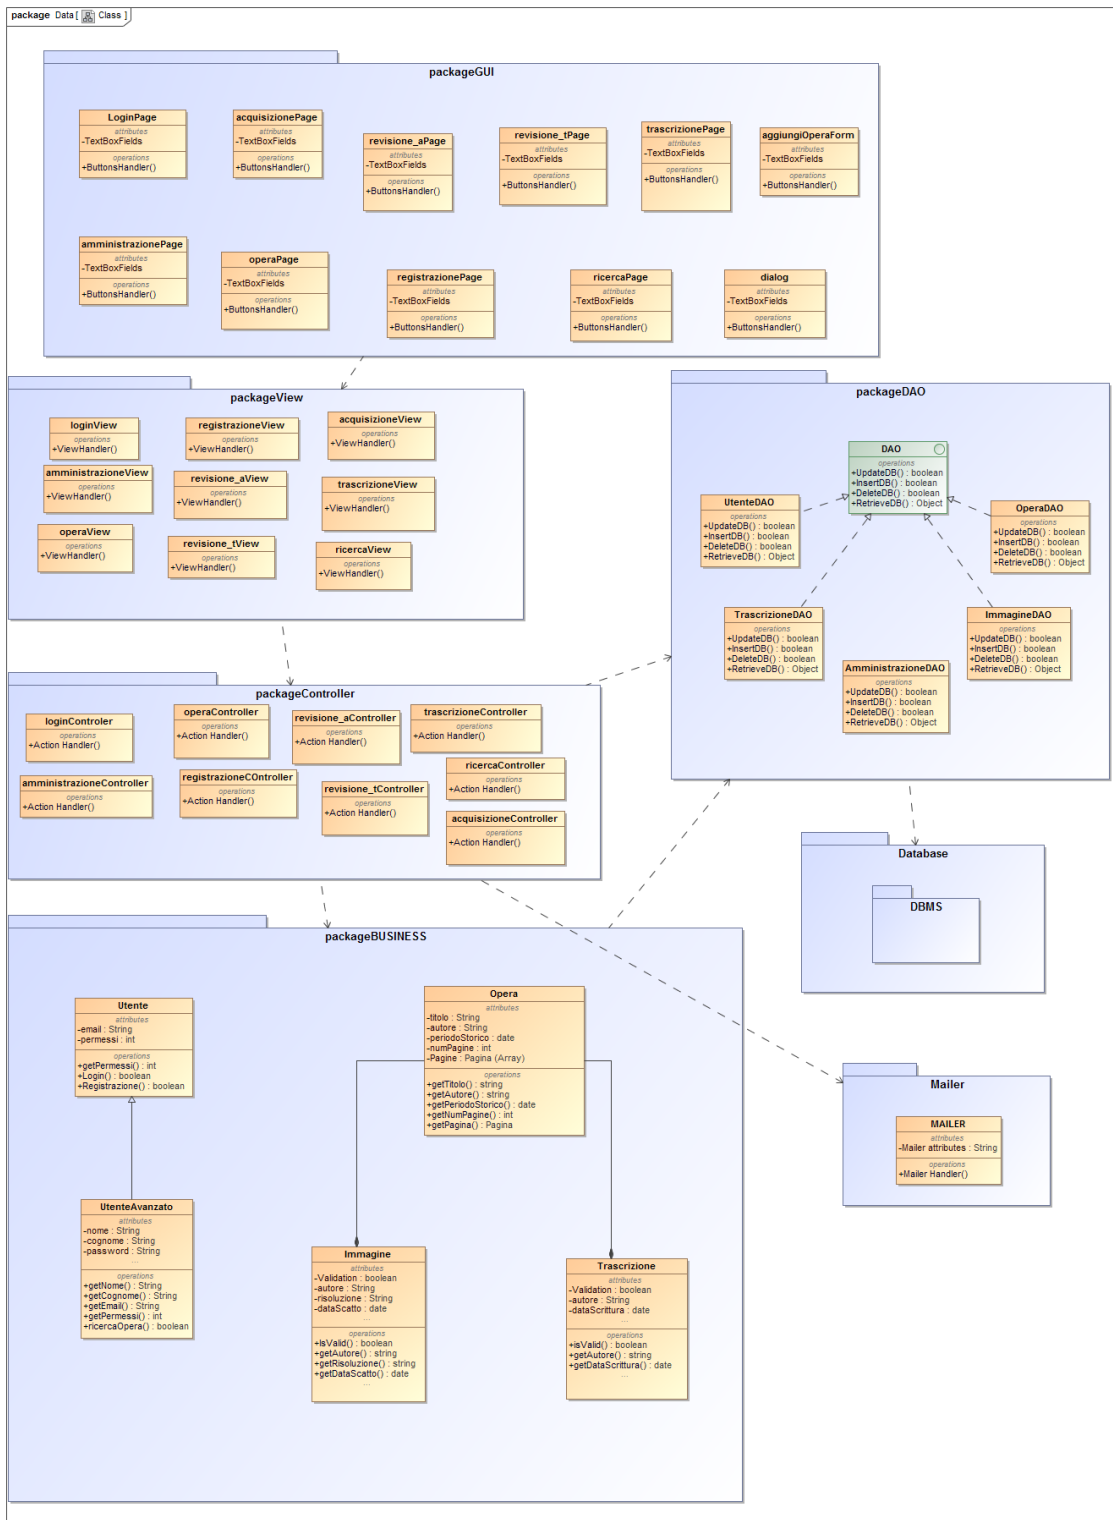 package Data [ Class ]
packageGUI
LoginPage
attributes
-TextBoxFields
operations
+ButtonsHandler()
acquisizionePage
attributes
-TextBoxFields
operations
+ButtonsHandler()
revisione_aPage
attributes
-TextBoxFields
operations
+ButtonsHandler()
revisione_tPage
attributes
-TextBoxFields
operations
+ButtonsHandler()
trascrizionePage
attributes
-TextBoxFields
operations
+ButtonsHandler()
aggiungiOperaForm
attributes
-TextBoxFields
operations
+ButtonsHandler()
amministrazionePage
attributes
-TextBoxFields
operations
+ButtonsHandler()
operaPage
attributes
-TextBoxFields
operations
+ButtonsHandler()
registrazionePage
attributes
-TextBoxFields
operations
+ButtonsHandler()
ricercaPage
attributes
-TextBoxFields
operations
+ButtonsHandler()
dialog
attributes
-TextBoxFields
operations
+ButtonsHandler()
packageView
loginView
operations
+ViewHandler()
registrazioneView
operations
+ViewHandler()
acquisizioneView
operations
+ViewHandler()
amministrazioneView
operations
+ViewHandler()
revisione_aView
operations
+ViewHandler()
trascrizioneView
operations
+ViewHandler()
operaView
operations
+ViewHandler()
revisione_tView
operations
+ViewHandler()
ricercaView
operations
+ViewHandler()
packageDAO
DAO
operations
+UpdateDB() : boolean
+InsertDB() : boolean
+DeleteDB() : boolean
+RetrieveDB() : Object
UtenteDAO
operations
+UpdateDB() : boolean
+InsertDB() : boolean
+DeleteDB() : boolean
+RetrieveDB() : Object
OperaDAO
operations
+UpdateDB() : boolean
+InsertDB() : boolean
+DeleteDB() : boolean
+RetrieveDB() : Object
TrascrizioneDAO
operations
+UpdateDB() : boolean
+InsertDB() : boolean
+DeleteDB() : boolean
+RetrieveDB() : Object
ImmagineDAO
operations
+UpdateDB() : boolean
+InsertDB() : boolean
+DeleteDB() : boolean
+RetrieveDB() : Object
AmministrazioneDAO
operations
+UpdateDB() : boolean
+InsertDB() : boolean
+DeleteDB() : boolean
+RetrieveDB() : Object
packageController
loginControler
operations
+Action Handler()
operaController
operations
+Action Handler()
revisione_aController
operations
+Action Handler()
trascrizioneController
operations
+Action Handler()
amministrazioneController
operations
+Action Handler()
registrazioneCOntroller
operations
+Action Handler()
revisione_tController
operations
+Action Handler()
ricercaController
operations
+Action Handler()
acquisizioneController
operations
+Action Handler()
Database
DBMS
packageBUSINESS
Utente
attributes
-email : String
-permessi : int
operations
+getPermessi() : int
+Login() : boolean
+Registrazione() : boolean
Opera
attributes
-titolo : String
-autore : String
-periodoStorico : date
-numPagine : int
-Pagine : Pagina (Array)
operations
+getTitolo() : string
+getAutore() : string
+getPeriodoStorico() : date
+getNumPagine() : int
+getPagina() : Pagina
Mailer
MAILER
attributes
-Mailer attributes : String
operations
+Mailer Handler()
UtenteAvanzato
attributes
-nome : String
-cognome : String
-password : String
...
operations
+getNome() : String
+getCognome() : String
+getEmail() : String
+getPermessi() : int
+ricercaOpera() : boolean
Immagine
attributes
-Validation : boolean
-autore : String
-risoluzione : String
-dataScatto : date
...
operations
+IsValid() : boolean
+getAutore() : string
+getRisoluzione() : string
+getDataScatto() : date
...
Trascrizione
attributes
-Validation : boolean
-autore : String
-dataScrittura : date
...
operations
+isValid() : boolean
+getAutore() : string
+getDataScrittura() : date
...